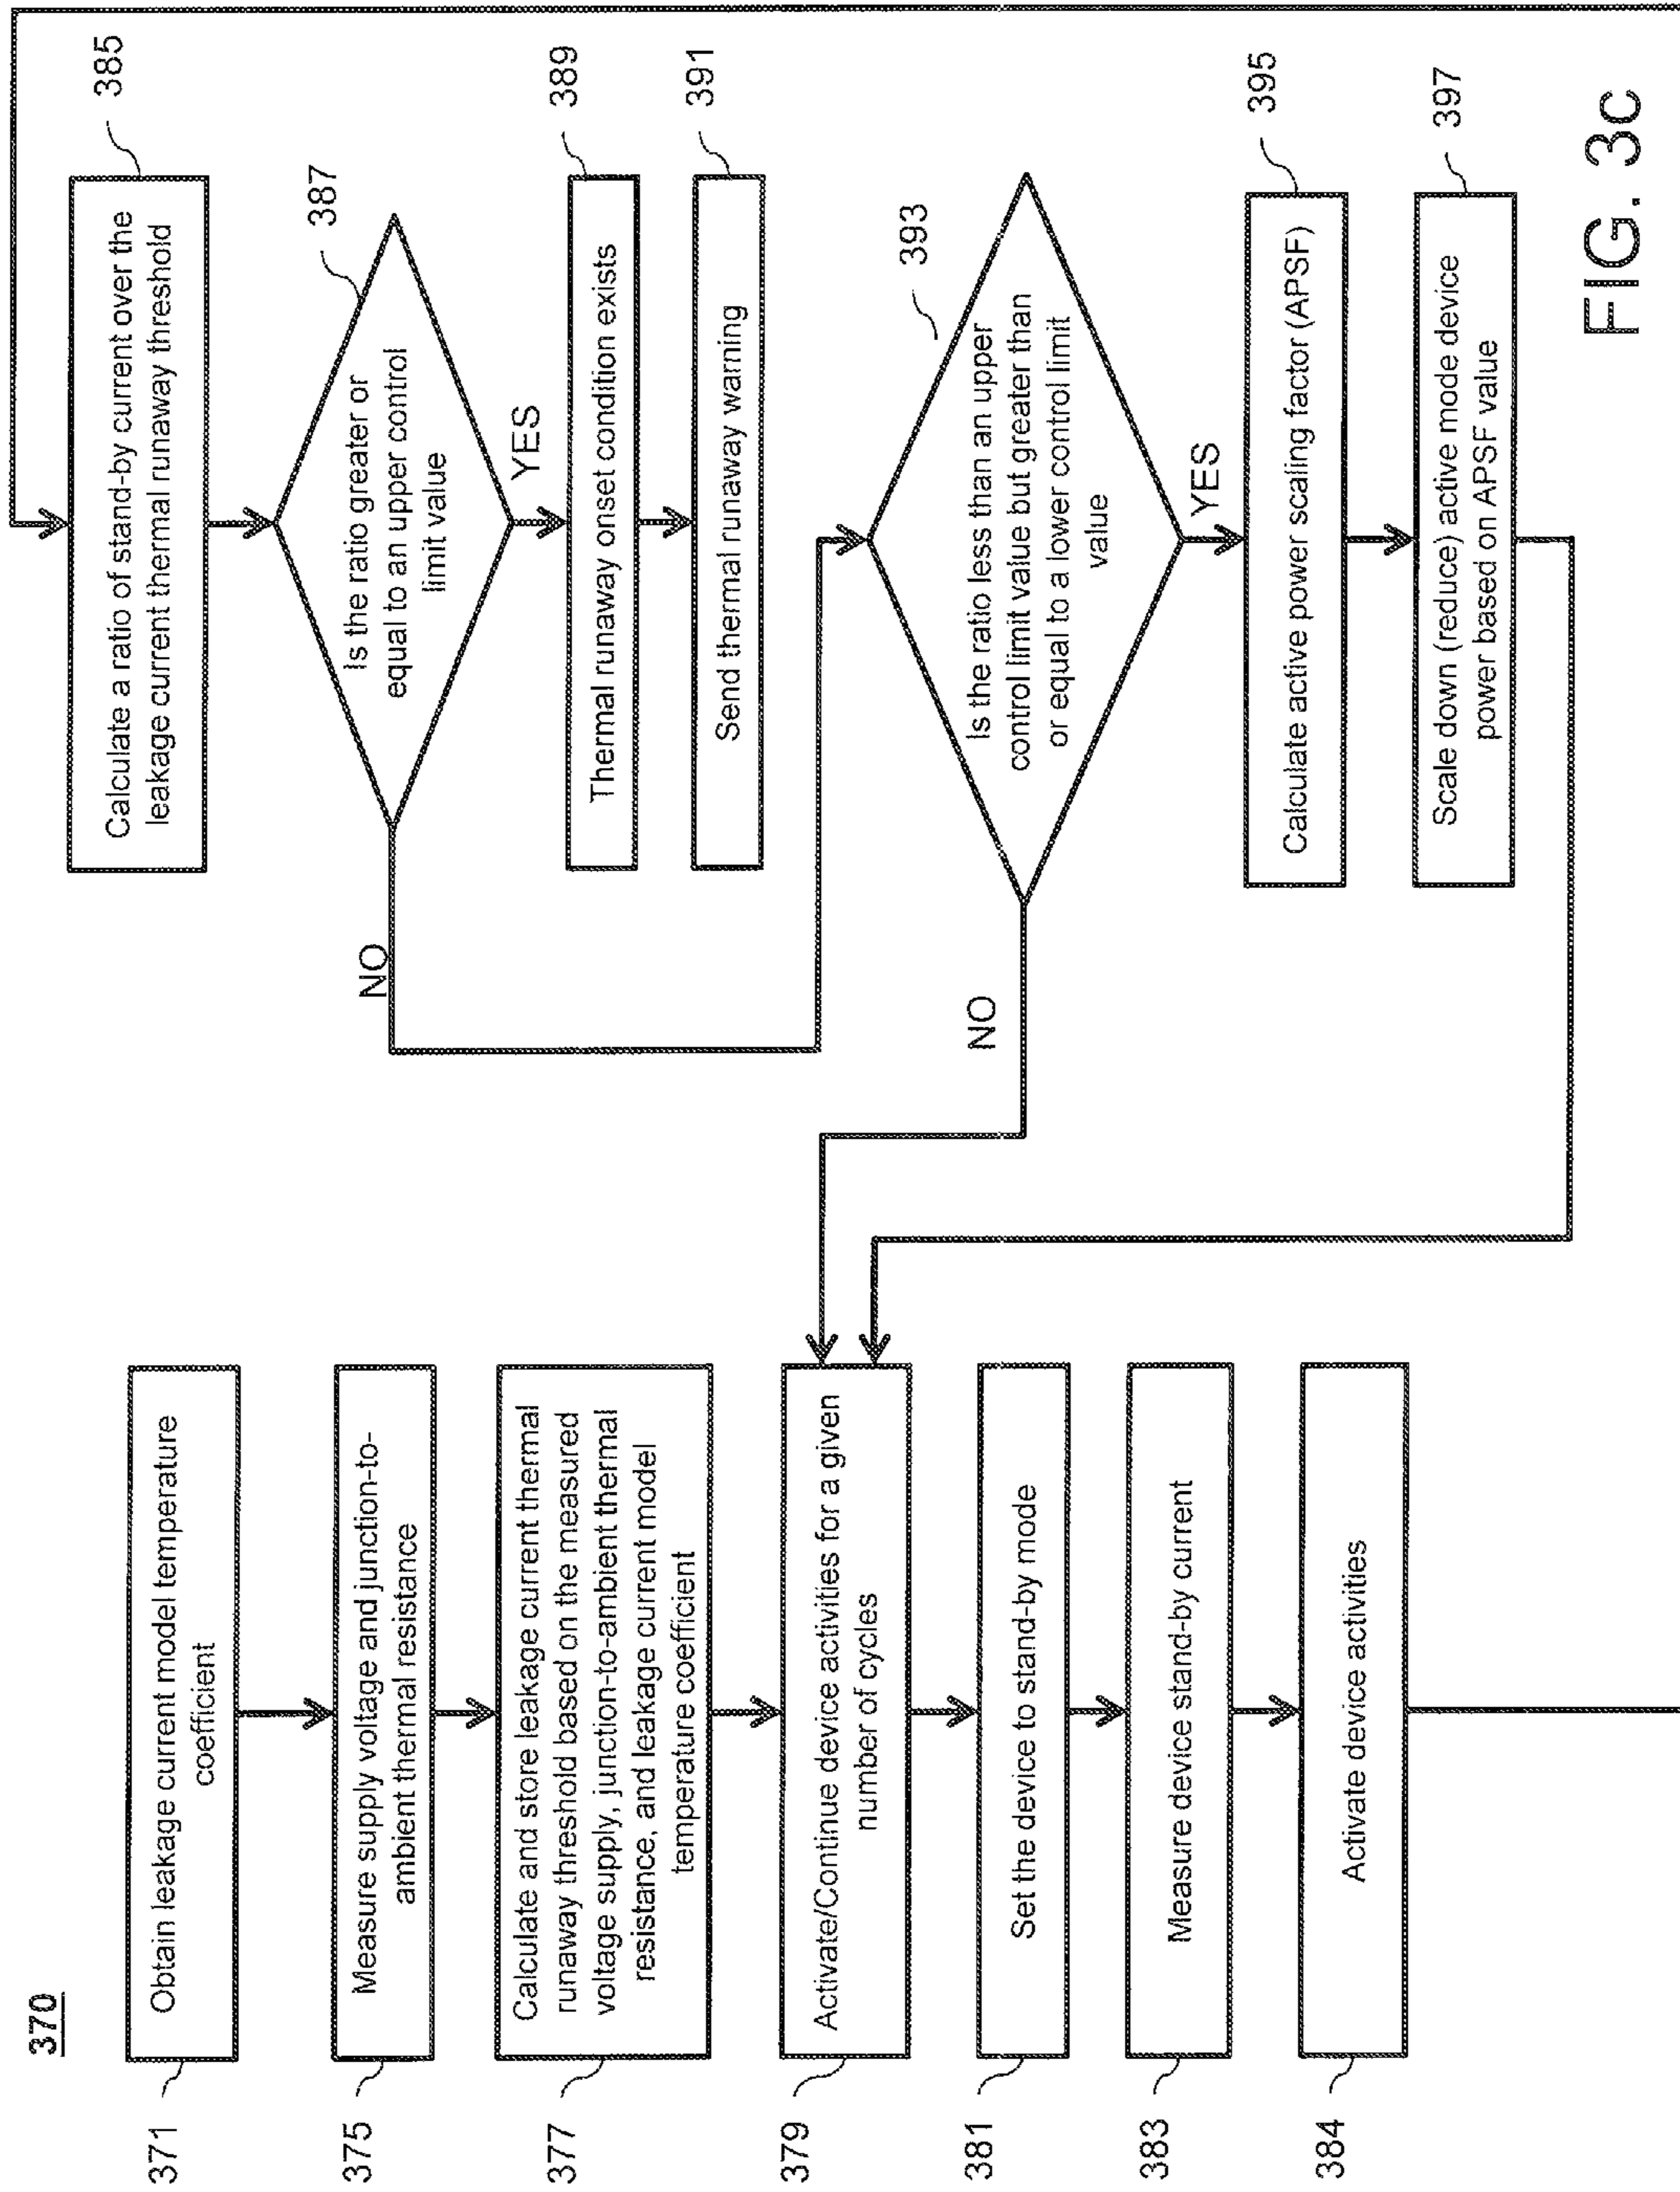 370
371
Obtain leakage current model temperature
coefficient
375
Measure supply voltage and junction-to-
ambient thermal resistance
377
Calculate and store leakage current thermal
runaway threshold based on the measured
voltage supply, junction-to-ambient thermal
resistance, and leakage current model
temperature coefficient
379
Activate/Continue device activities for a given
number of cycles
381
Set the device to stand-by mode
383
Measure device stand-by current
384
Activate device activities
385
Calculate a ratio of stand-by current over the
leakage current thermal runaway threshold
387
Is the ratio greater or
equal to an upper control
limit value
NO
YES
389
Thermal runaway onset condition exists
391
Send thermal runaway warning
393
Is the ratio less than an upper
control limit value but greater than
or equal to a lower control limit
value
NO
YES
395
Calculate active power scaling factor (APSF)
397
Scale down (reduce) active mode device
power based on APSF value
FIG. 3c